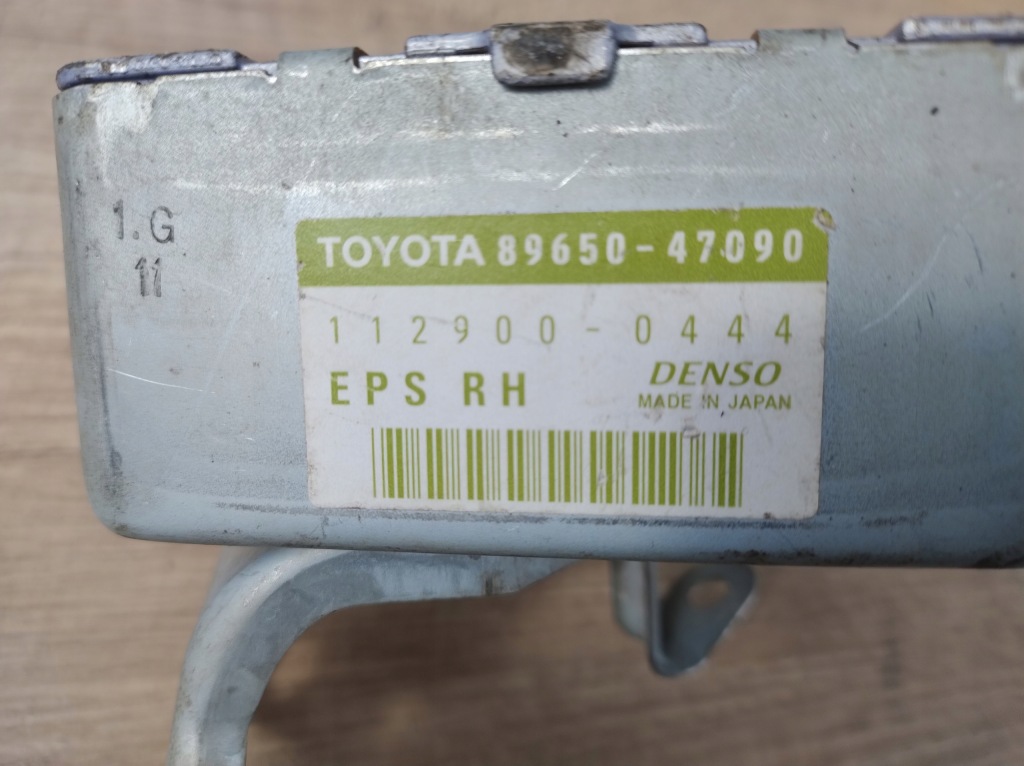 1.G
11
TOYOTA 89650-47090
112900-0444
EPS RH
DENSO
MADE IN JAPAN